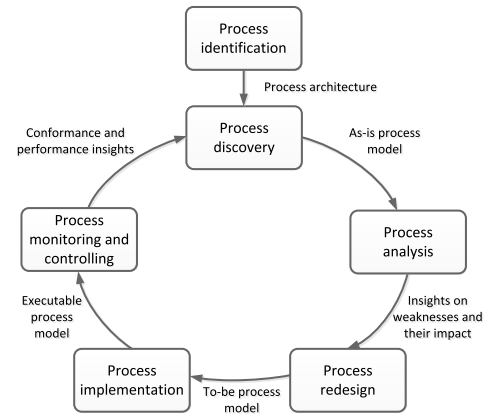 Process
identification
Process architecture
Process
discovery
Conformance and
performance insights
As-is process
model
Process
monitoring and
controlling
Process
analysis
Executable
process
model
Insights on
weaknesses and
their impact
Process
implementation
Process
redesign
To-be process
model